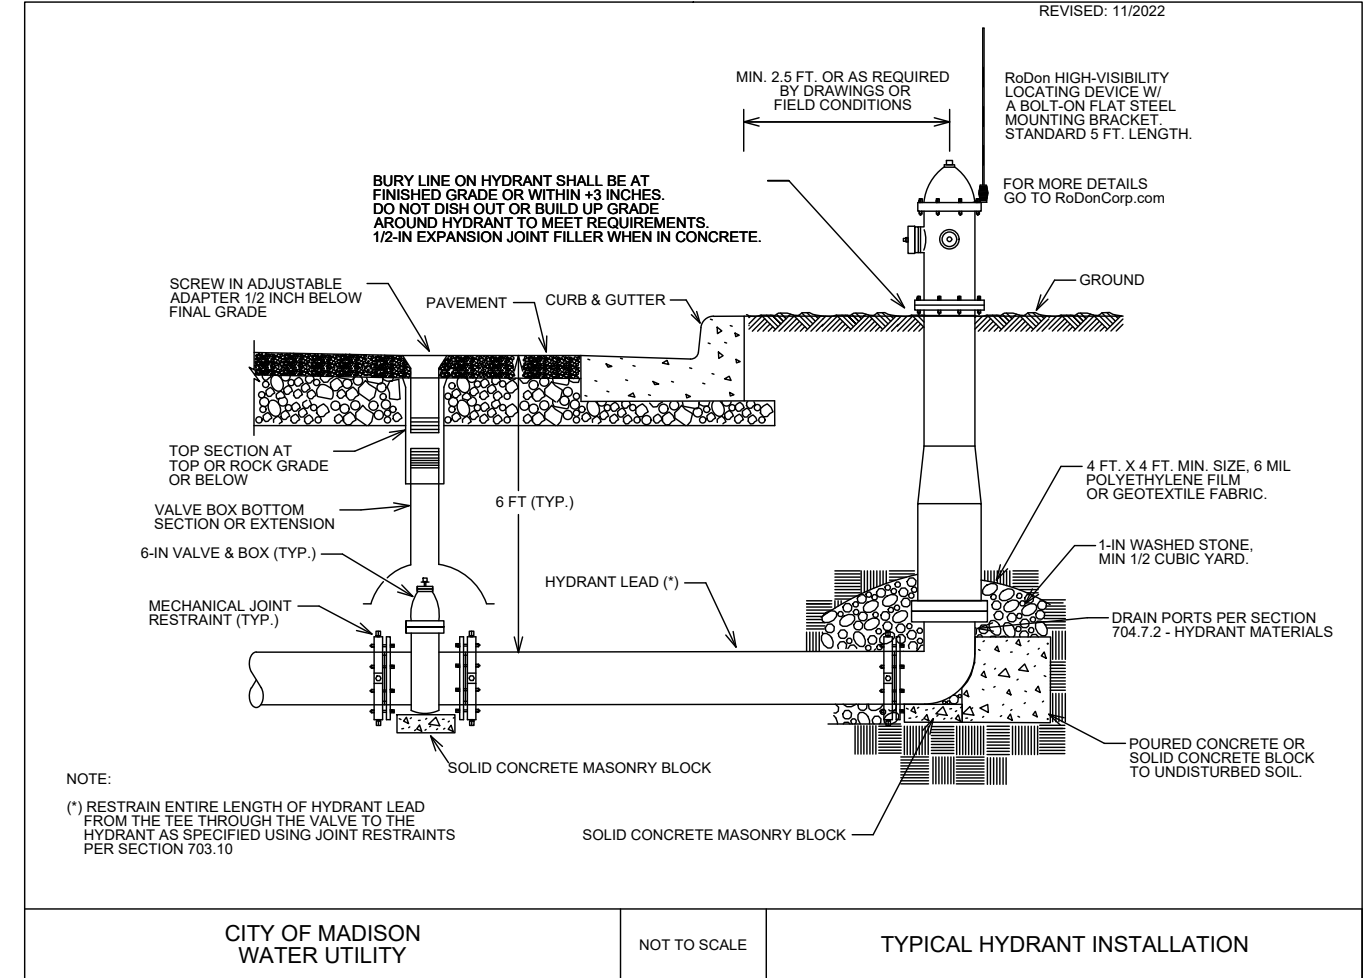 REVISED: 11/2022
MIN. 2.5 FT. OR AS REQUIRED
BY DRAWINGS OR
FIELD CONDITIONS
RoDon HIGH-VISIBILITY
LOCATING DEVICE W/
A BOLT-ON FLAT STEEL
MOUNTING BRACKET.
STANDARD 5 FT. LENGTH.
FOR MORE DETAILS
GO TO RoDonCorp.com
BURY LINE ON HYDRANT SHALL BE AT
FINISHED GRADE OR WITHIN +3 INCHES.
DO NOT DISH OUT OR BUILD UP GRADE
AROUND HYDRANT TO MEET REQUIREMENTS.
1/2-IN EXPANSION JOINT FILLER WHEN IN CONCRETE.
SCREW IN ADJUSTABLE
ADAPTER 1/2 INCH BELOW
FINAL GRADE
PAVEMENT
CURB & GUTTER
GROUND
TOP SECTION AT
TOP OR ROCK GRADE
OR BELOW
VALVE BOX BOTTOM
SECTION OR EXTENSION
6-IN VALVE & BOX (TYP.)
MECHANICAL JOINT
RESTRAINT (TYP.)
6 FT (TYP.)
HYDRANT LEAD (*)
4 FT. X 4 FT. MIN. SIZE, 6 MIL
POLYETHYLENE FILM
OR GEOTEXTILE FABRIC.
1-IN WASHED STONE,
MIN 1/2 CUBIC YARD.
DRAIN PORTS PER SECTION
704.7.2 - HYDRANT MATERIALS
POURED CONCRETE OR
SOLID CONCRETE BLOCK
TO UNDISTURBED SOIL.
SOLID CONCRETE MASONRY BLOCK
SOLID CONCRETE MASONRY BLOCK
NOTE:
(*) RESTRAIN ENTIRE LENGTH OF HYDRANT LEAD
FROM THE TEE THROUGH THE VALVE TO THE
HYDRANT AS SPECIFIED USING JOINT RESTRAINTS
PER SECTION 703.10
CITY OF MADISON
WATER UTILITY
NOT TO SCALE
TYPICAL HYDRANT INSTALLATION